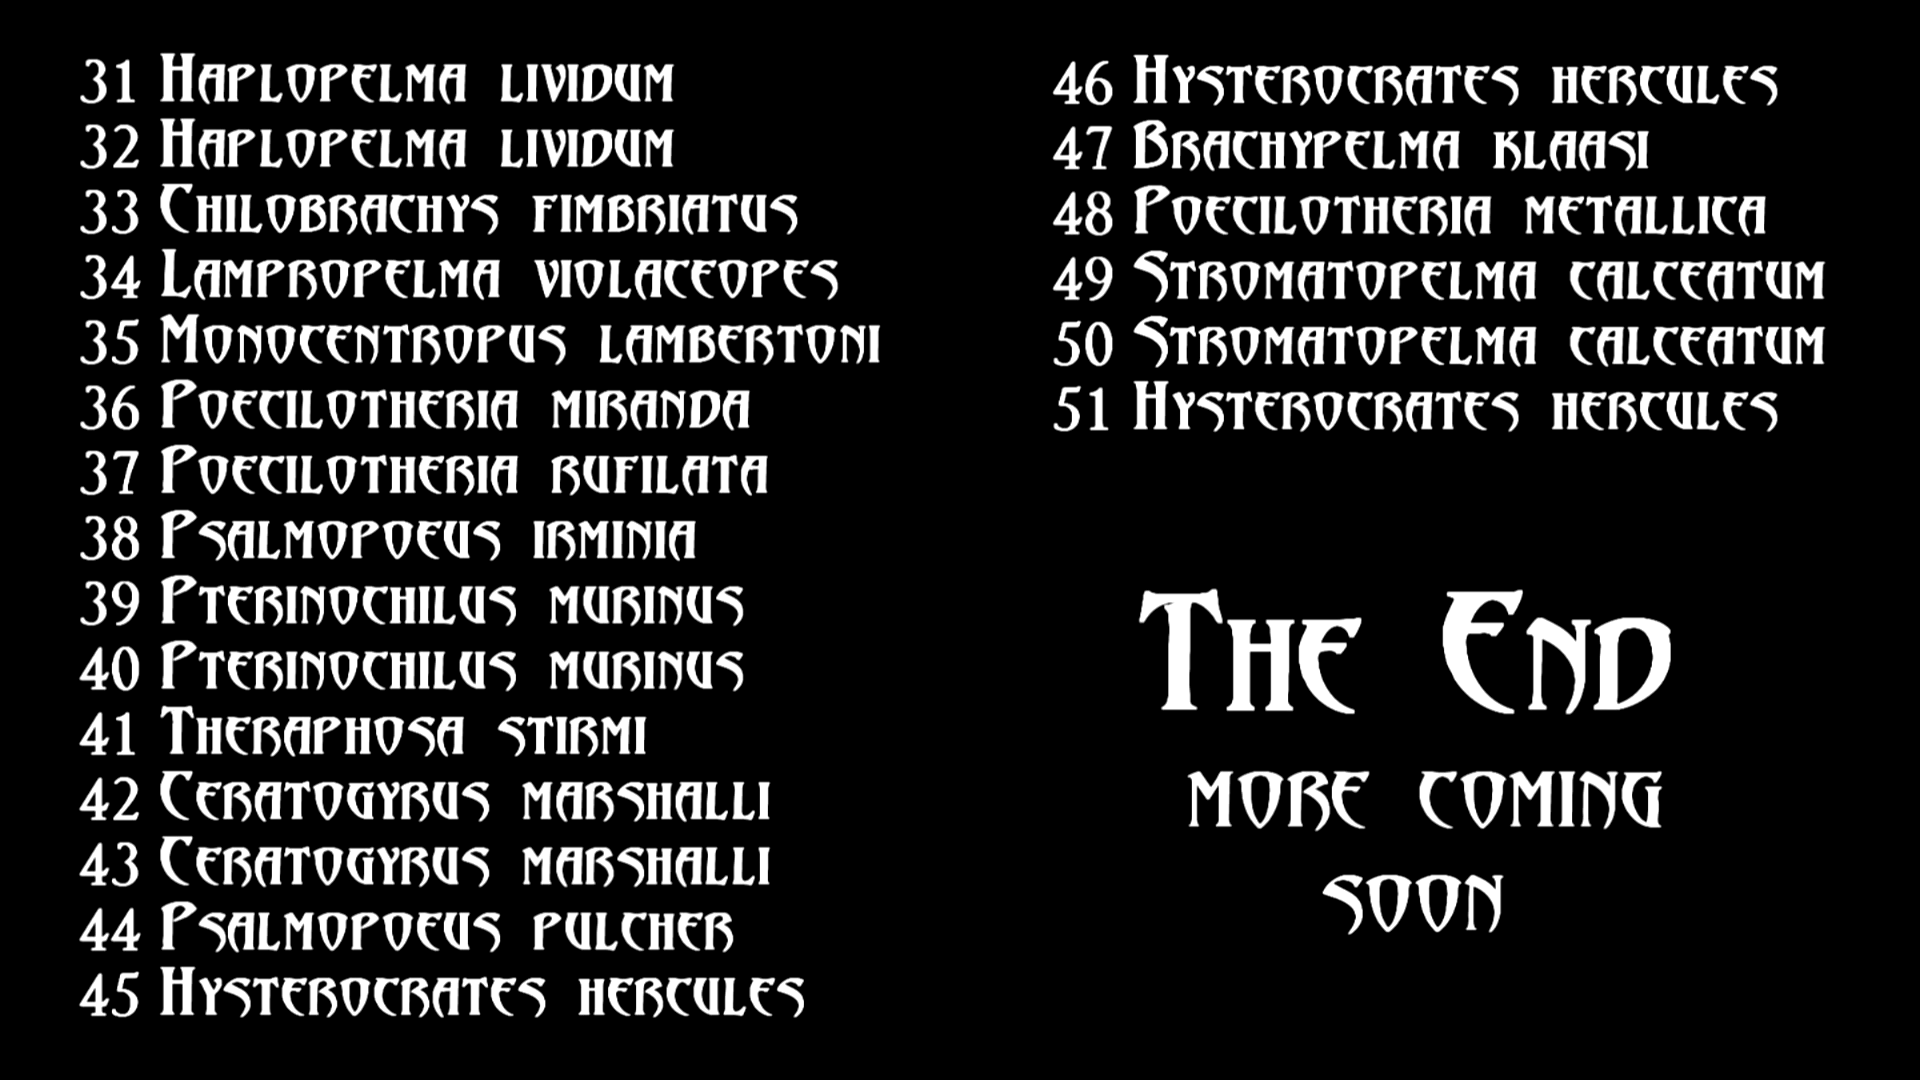 31 Haplopelma lividum
32 Haplopelma lividum
33 Chilobrachys fimbriatus
34 Lampropelma violaceopes
35 Monocentropus lambertoni
36 Poecilotheria miranda
37 Poecilotheria rufilata
38 Psalmopoeus irminia
39 Pterinochilus murinus
40 Pterinochilus murinus
41 Theraphosa stirmi
42 Ceratogyrus marshalli
43 Ceratogyrus marshalli
44 Psalmopoeus pulcher
45 Hysterocrates hercules
46 Hysterocrates hercules
47 Brachypelma klaasi
48 Poecilotheria metallica
49 Stromatopelma calceatum
50 Stromatopelma calceatum
51 Hysterocrates hercules
The End
more coming
soon